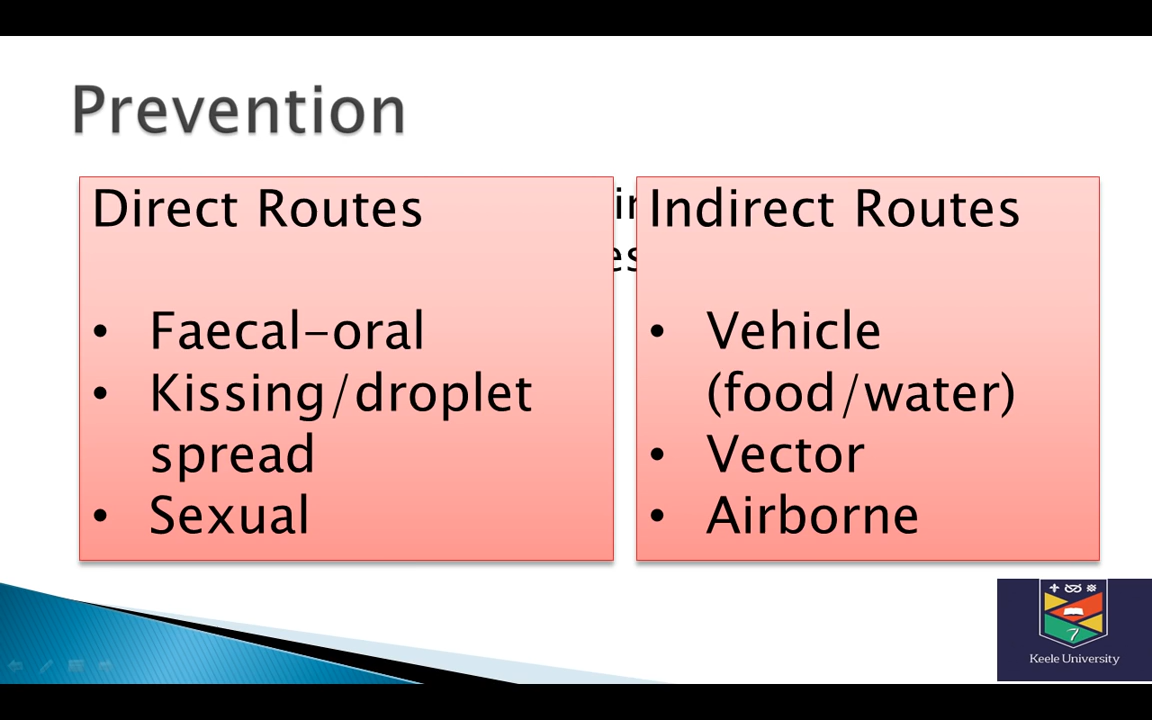 Prevention
Direct Routes
• Faecal-oral
• Kissing/droplet
spread
• Sexual
Indirect Routes
• Vehicle
(food/water)
• Vector
• Airborne
Keele University